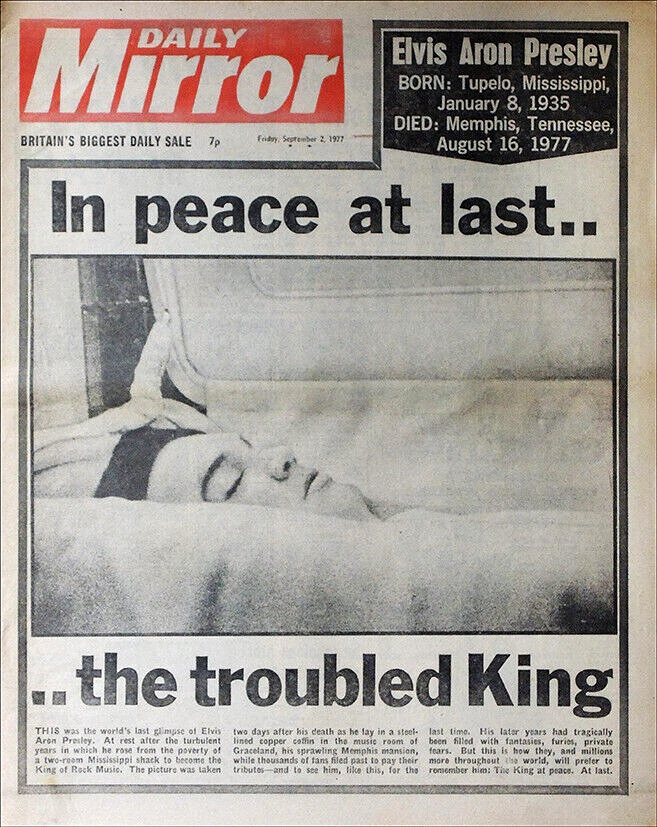 DAILY
Mirror
BRITAIN'S BIGGEST DAILY SALE 7p Friday, September 2, 1977
Elvis Aron Presley
BORN: Tupelo, Mississippi,
January 8, 1935
DIED: Memphis, Tennessee,
August 16, 1977
In peace at last..
..the troubled King
THIS was the world's last glimpse of Elvis
Aron Presley. At rest after the turbulent
years in which he rose from the poverty of
a two-room Mississippi shack to become the
King of Rock Music. The picture was taken
two days after his death as he lay in a steel-
lined copper coffin in the music room of
Graceland, his sprawling Memphis mansion,
while thousands of fans filed past to pay their
tributes—and to see him, like this, for the
last time. His later years had tragically
been filled with fantasies, furies, private
fears. But this is how they, and millions
more throughout the world, will prefer to
remember him: The King at peace. At last.